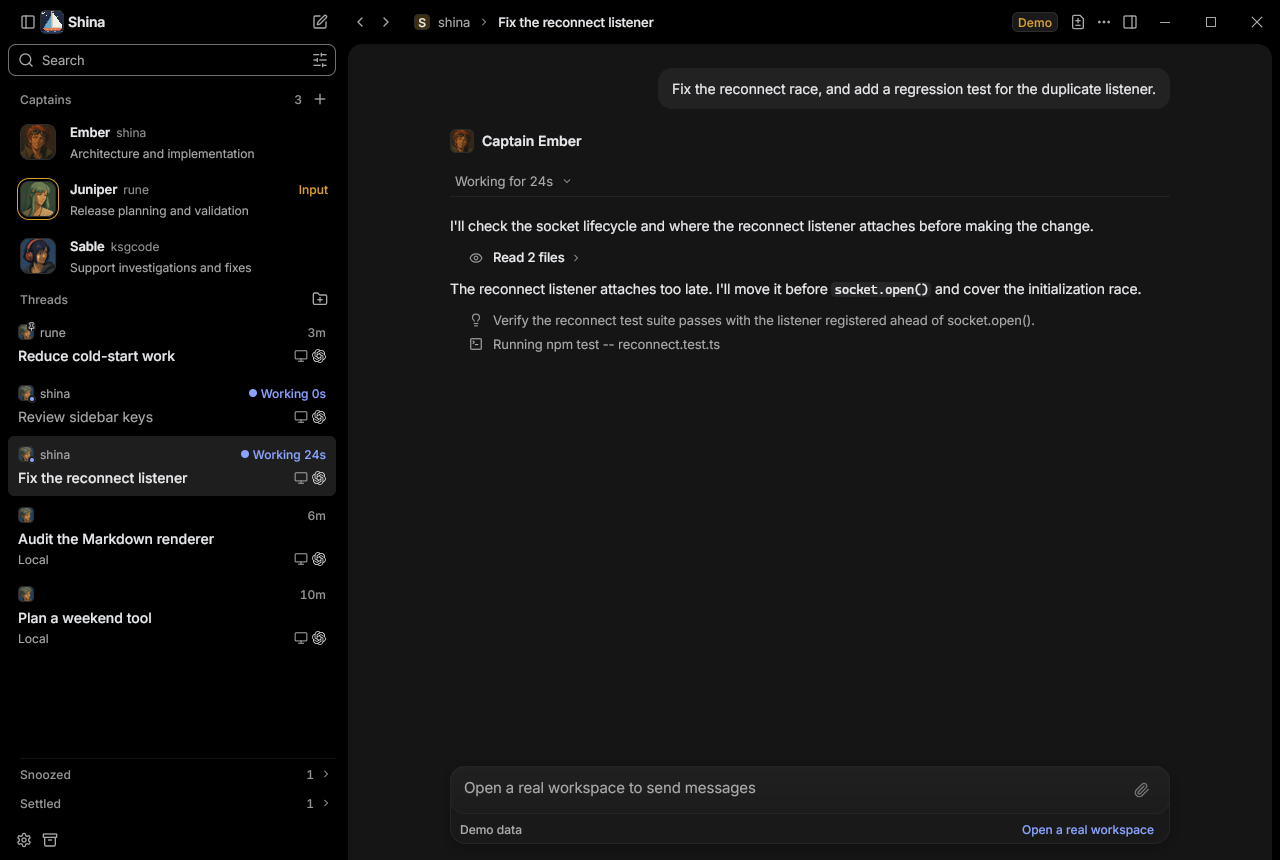 Shina
Search
Captains 3
Ember shina
Architecture and implementation
Juniper rune Input
Release planning and validation
Sable ksgcode
Support investigations and fixes
Threads
rune 3m
Reduce cold-start work
shina Working 0s
Review sidebar keys
shina Working 24s
Fix the reconnect listener
6m
Audit the Markdown renderer
Local
10m
Plan a weekend tool
Local
Snoozed 1
Settled 1
S shina Fix the reconnect listener Demo
Fix the reconnect race, and add a regression test for the duplicate listener.
Captain Ember
Working for 24s
I'll check the socket lifecycle and where the reconnect listener attaches before making the change.
Read 2 files
The reconnect listener attaches too late. I'll move it before socket.open() and cover the initialization race.
Verify the reconnect test suite passes with the listener registered ahead of socket.open().
Running npm test -- reconnect.test.ts
Open a real workspace to send messages
Demo data Open a real workspace